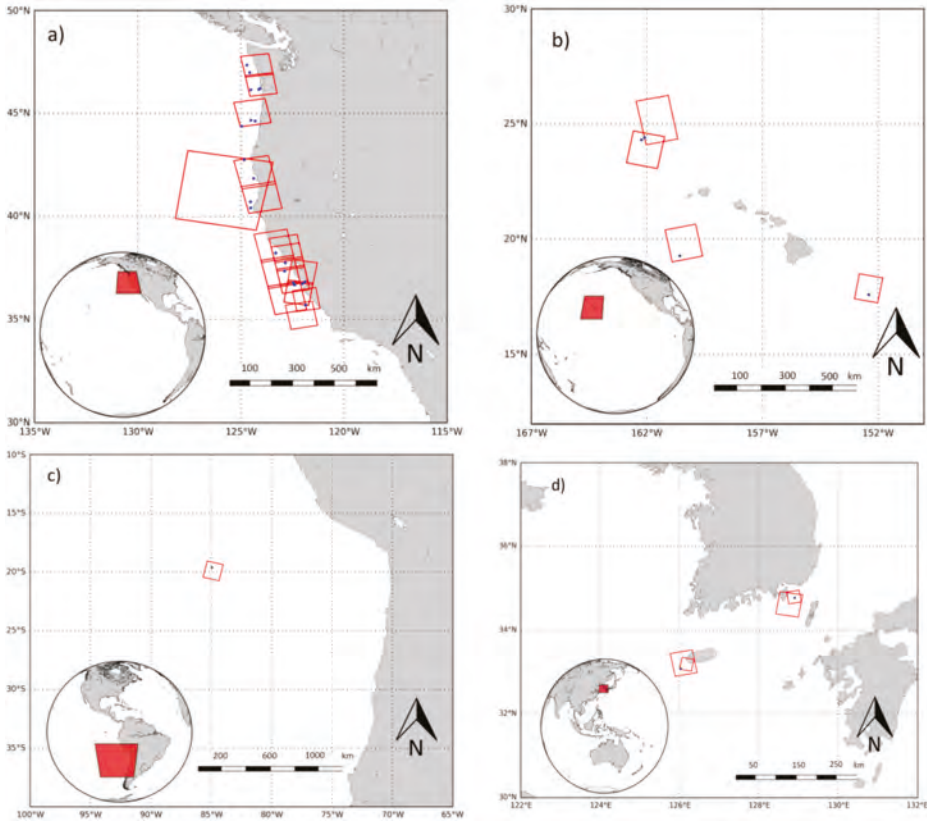 a)
50°N
45°N
40°N
35°N
30°N
135°W 130°W 125°W 120°W 115°W
N
100 300 500 km
b)
30°N
25°N
20°N
15°N
167°W 162°W 157°W 152°W
N
100 300 500 km
c)
10°S
15°S
20°S
25°S
30°S
35°S
100°W 95°W 90°W 85°W 80°W 75°W 70°W 65°W
N
200 600 1000 km
d)
38°N
36°N
34°N
32°N
30°N
122°E 124°E 126°E 128°E 130°E 132°E
N
50 150 250 km